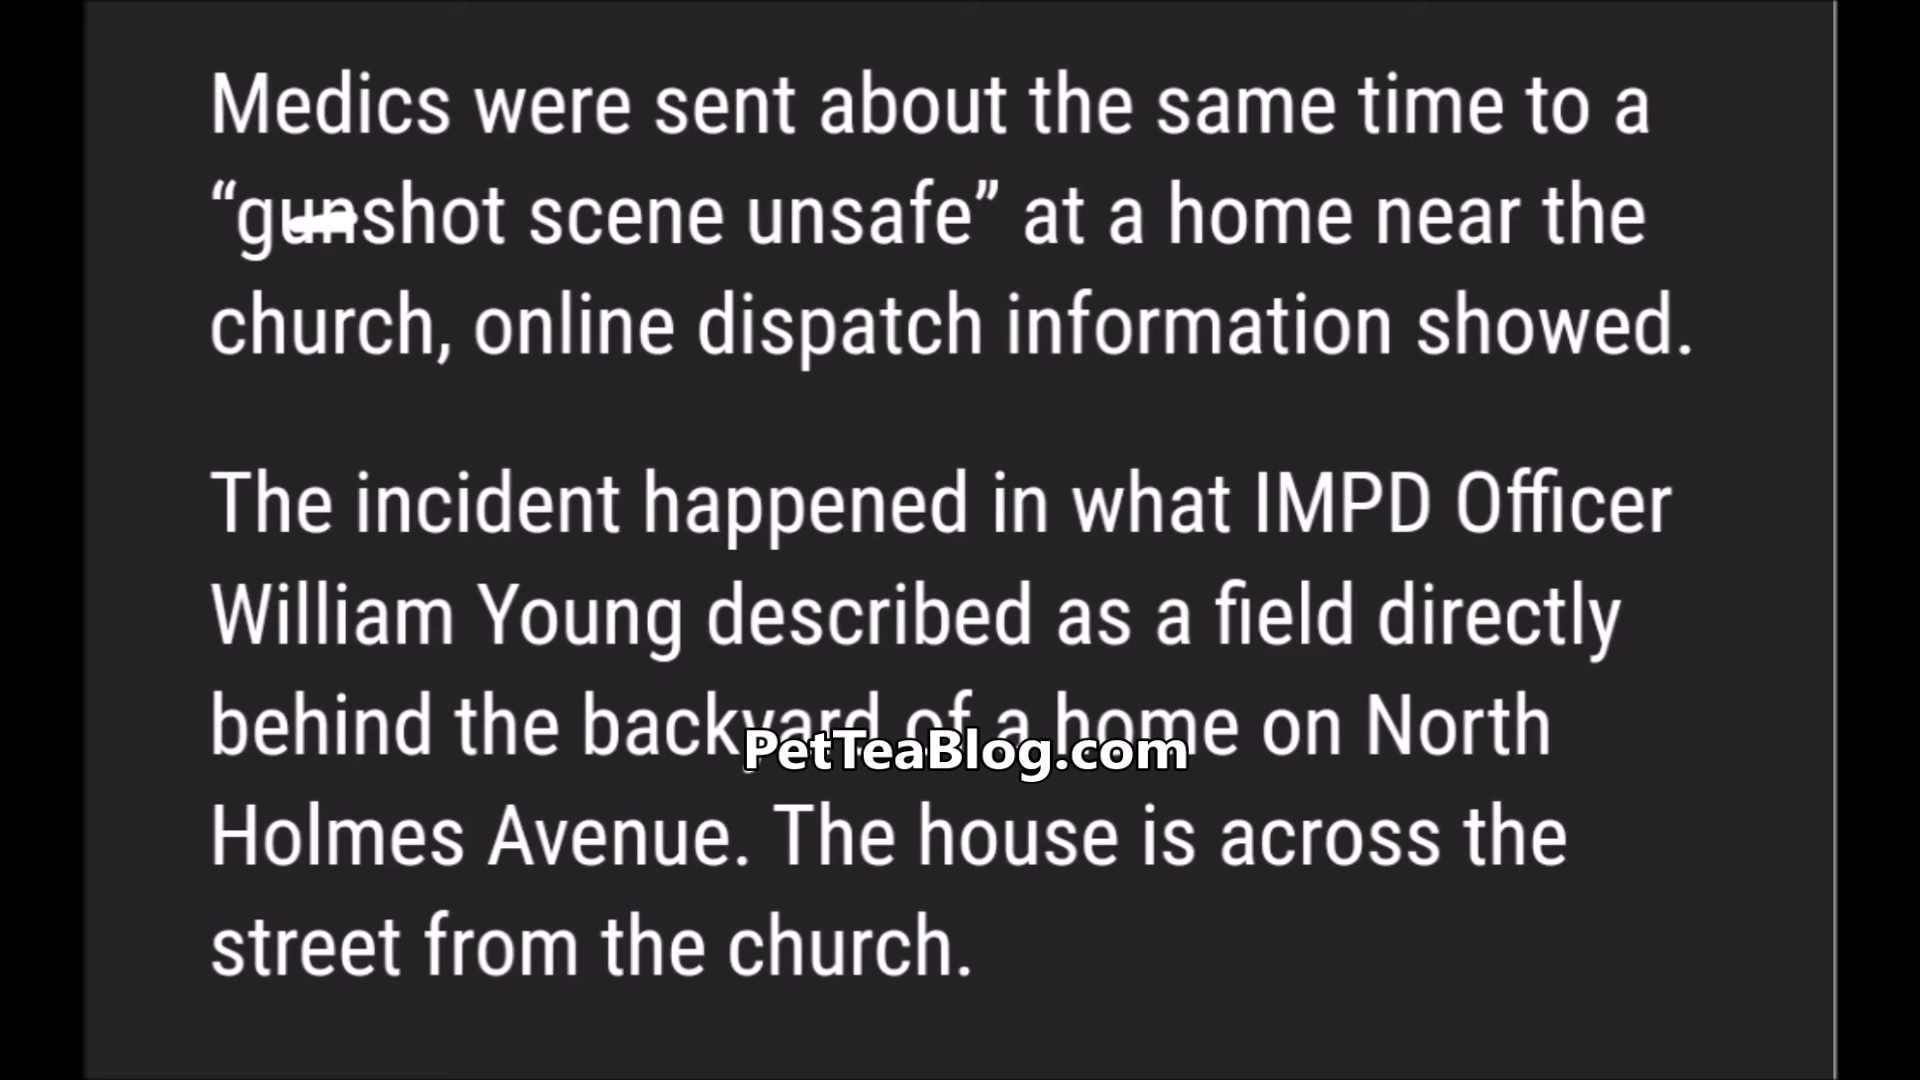 Medics were sent about the same time to a
“gunshot scene unsafe” at a home near the
church, online dispatch information showed.
The incident happened in what IMPD Officer
William Young described as a field directly
behind the backyard of a home on North
PetTeaBlog.com
Holmes Avenue. The house is across the
street from the church.